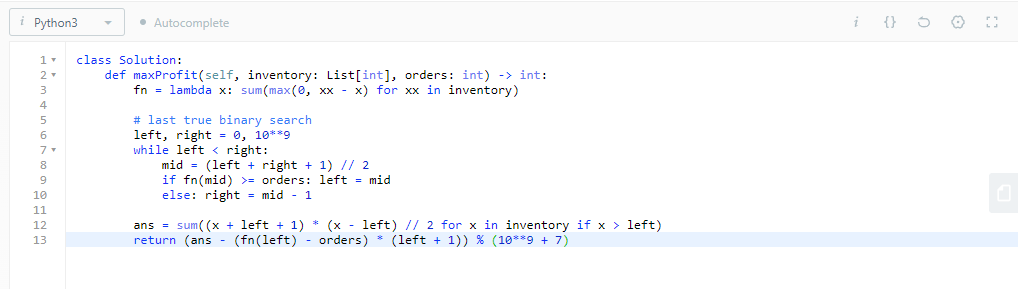 i Python3 Autocomplete i {}
1 class Solution:
2 def maxProfit(self, inventory: List[int], orders: int) -> int:
3 fn = lambda x: sum(max(0, xx - x) for xx in inventory)
4
5 # last true binary search
6 left, right = 0, 10**9
7 while left < right:
8 mid = (left + right + 1) // 2
9 if fn(mid) >= orders: left = mid
10 else: right = mid - 1
11
12 ans = sum((x + left + 1) * (x - left) // 2 for x in inventory if x > left)
13 return (ans - (fn(left) - orders) * (left + 1)) % (10**9 + 7)